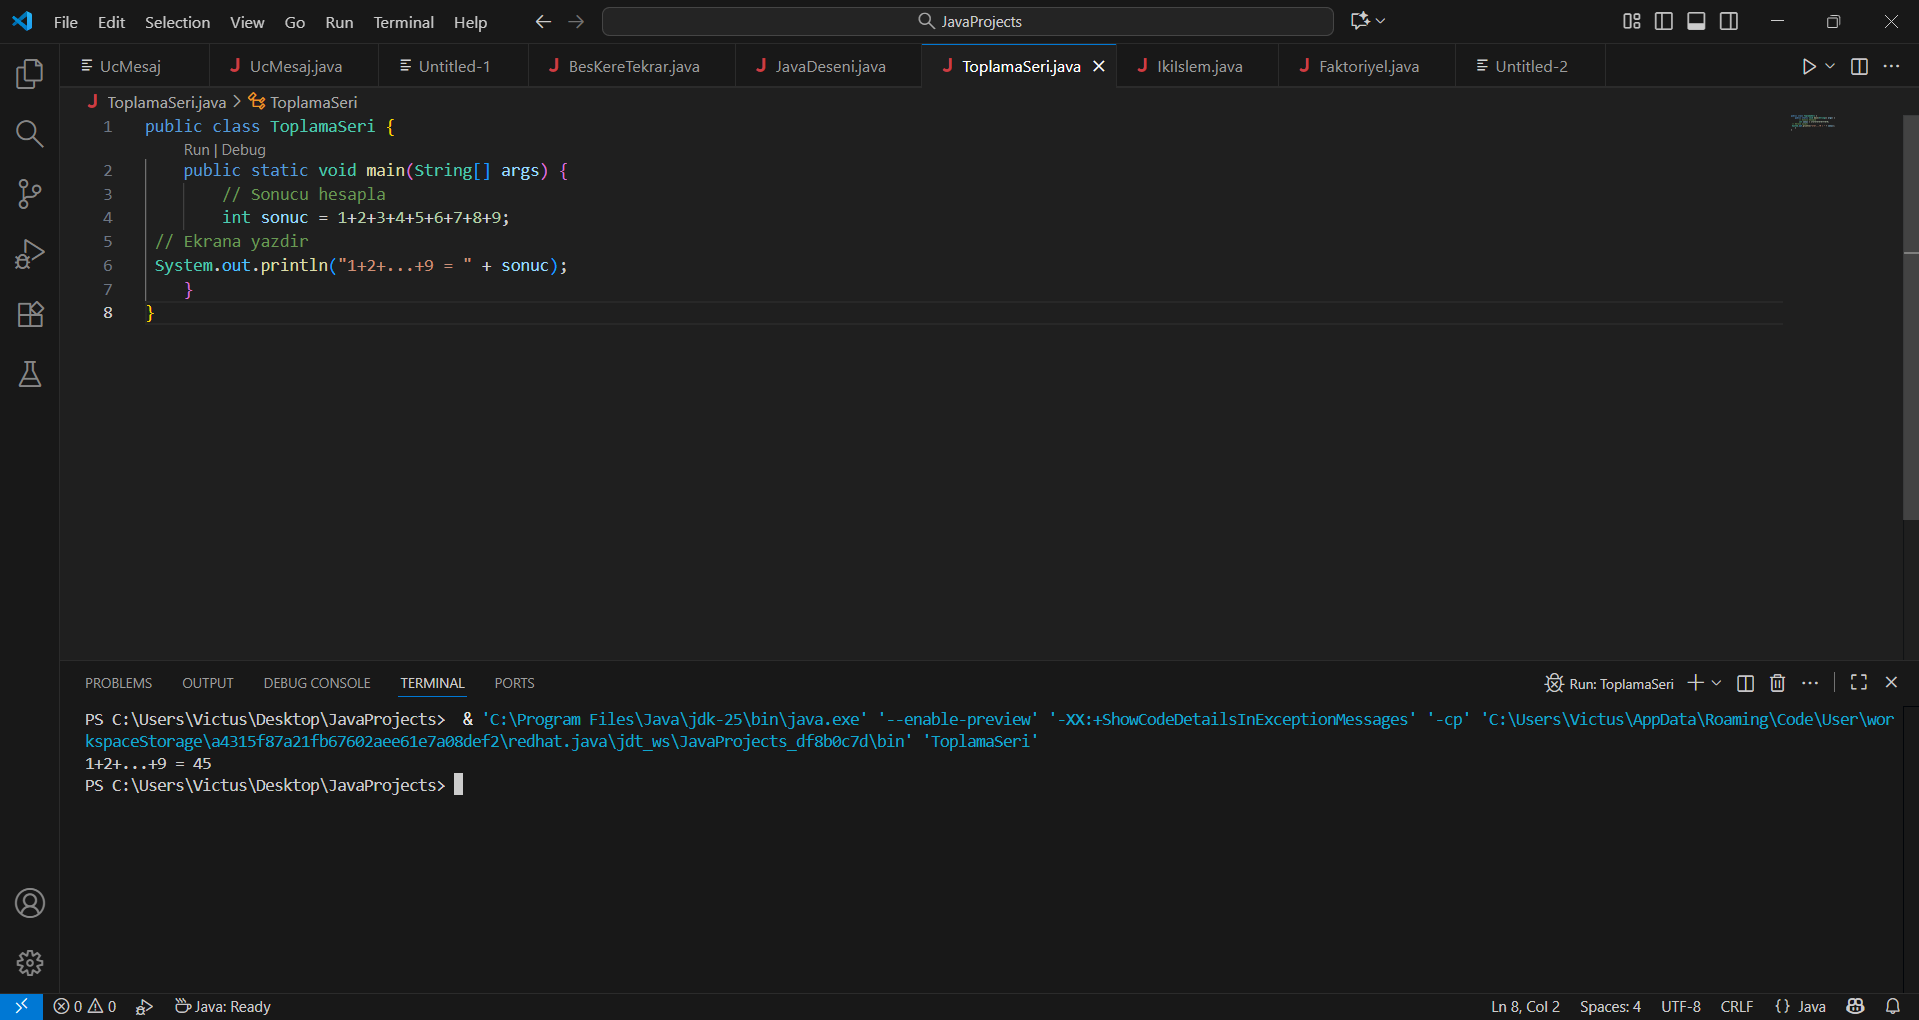 File Edit Selection View Go Run Terminal Help JavaProjects
UcMesaj UcMesaj.java Untitled-1 BesKereTekrar.java JavaDeseni.java ToplamaSeri.java IkiIslem.java Faktoriyel.java Untitled-2
ToplamaSeri.java > ToplamaSeri
1 public class ToplamaSeri {
Run | Debug
2 public static void main(String[] args) {
3 // Sonucu hesapla
4 int sonuc = 1+2+3+4+5+6+7+8+9;
5 // Ekrana yazdir
6 System.out.println("1+2+...+9 = " + sonuc);
7 }
8 }
PROBLEMS OUTPUT DEBUG CONSOLE TERMINAL PORTS Run: ToplamaSeri
PS C:\Users\Victus\Desktop\JavaProjects> & 'C:\Program Files\Java\jdk-25\bin\java.exe' '--enable-preview' '-XX:+ShowCodeDetailsInExceptionMessages' '-cp' 'C:\Users\Victus\AppData\Roaming\Code\User\wor
kspaceStorage\a4315f87a21fb67602aee61e7a08def2\redhat.java\jdt_ws\JavaProjects_df8b0c7d\bin' 'ToplamaSeri'
1+2+...+9 = 45
PS C:\Users\Victus\Desktop\JavaProjects>
0 0 Java: Ready Ln 8, Col 2 Spaces: 4 UTF-8 CRLF {} Java